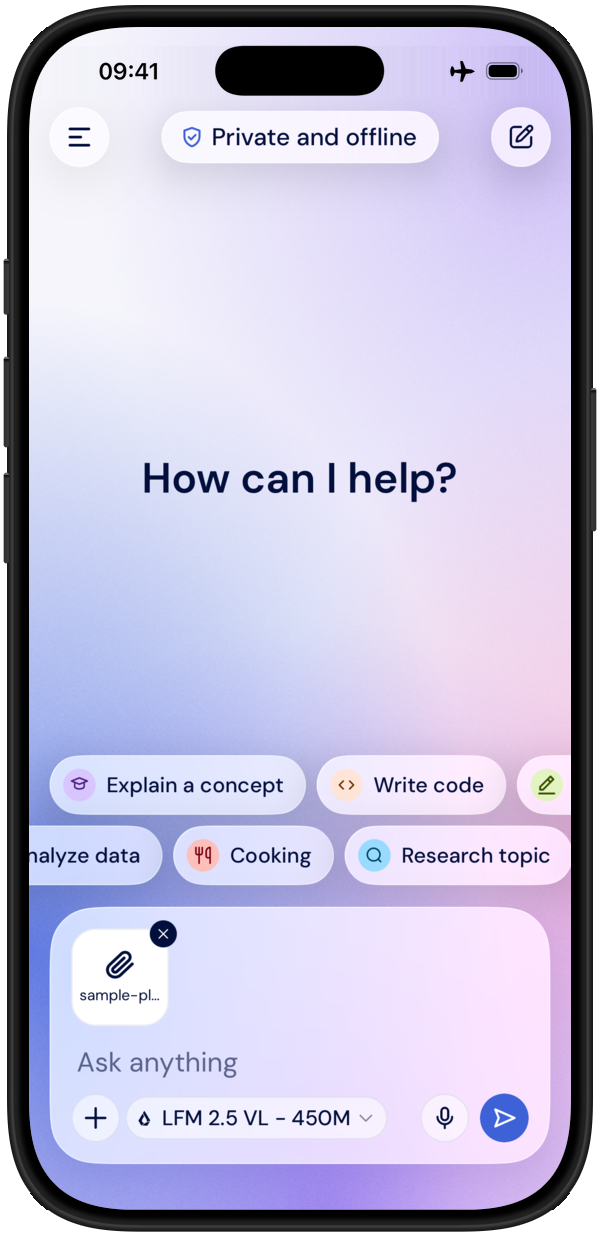 09:41
Private and offline
How can I help?
Explain a concept
Write code
nalyze data
Cooking
Research topic
sample-pl...
Ask anything
LFM 2.5 VL - 450M